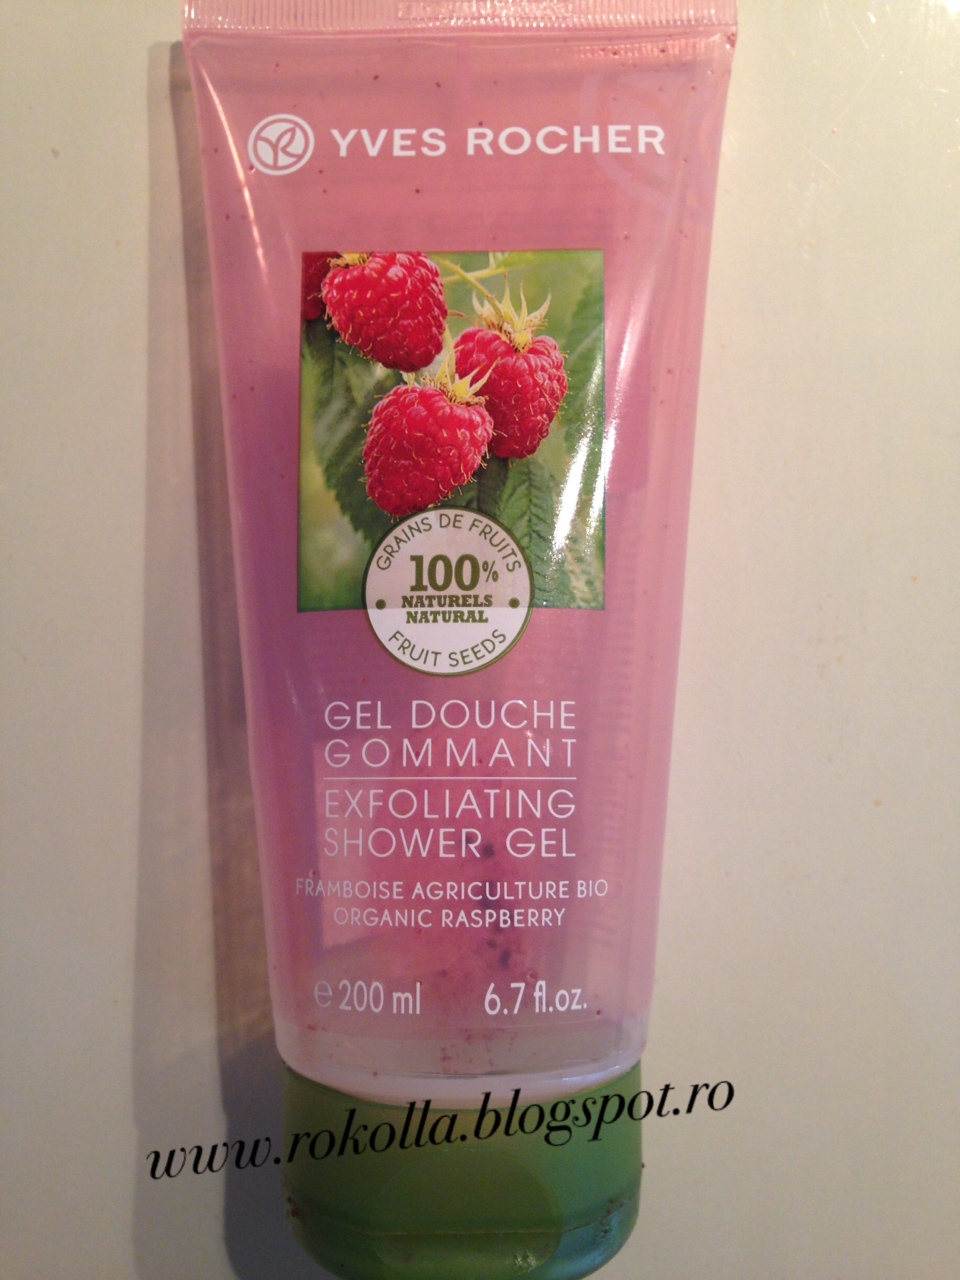 YVES ROCHER
GRAINS DE FRUITS
100%
NATURELS
NATURAL
FRUIT SEEDS
GEL DOUCHE
GOMMANT
EXFOLIATING
SHOWER GEL
FRAMBOISE AGRICULTURE BIO
ORGANIC RASPBERRY
℮ 200 ml 6.7 fl.oz.
www.rokolla.blogspot.ro